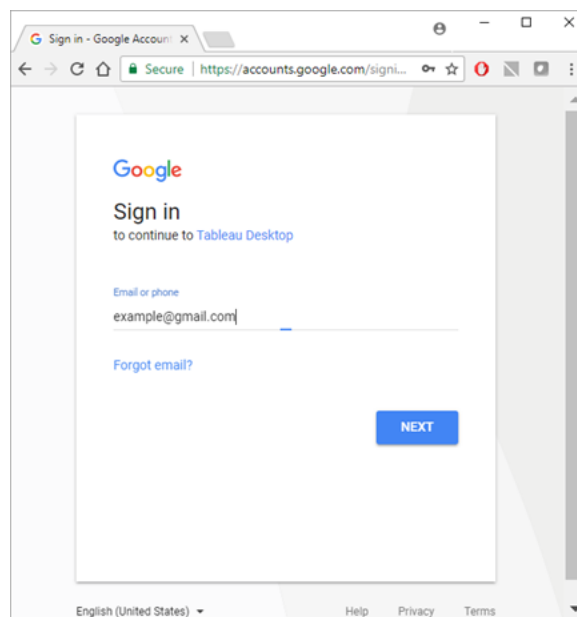 Sign in - Google Accoun
Secure | https://accounts.google.com/signi...
Google
Sign in
to continue to Tableau Desktop
Email or phone
example@gmail.com
Forgot email?
NEXT
English (United States) Help Privacy Terms